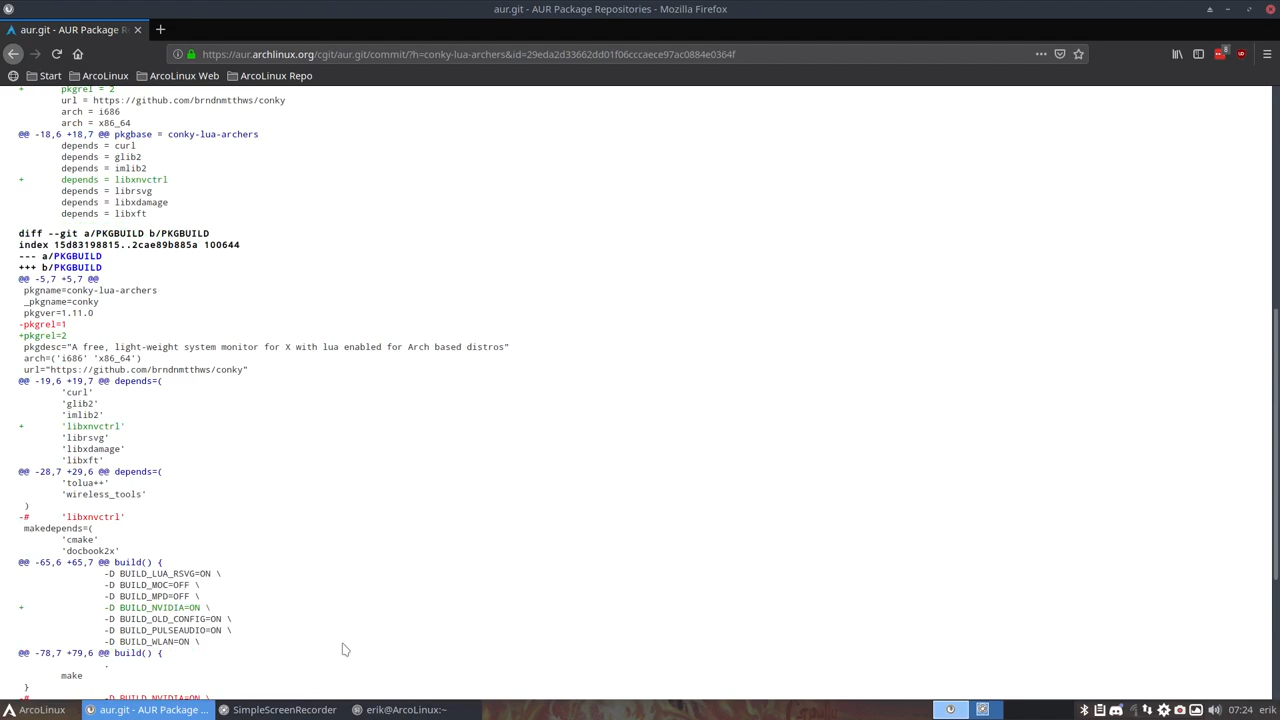 aur.git - AUR Package Repositories - Mozilla Firefox
aur.git - AUR Package R
https://aur.archlinux.org/cgit/aur.git/commit/?h=conky-lua-archers&id=29eda2d33662dd01f06cccaece97ac0884e0364f
8
Start ArcoLinux ArcoLinux Web ArcoLinux Repo
+ pkgrel = 2
url = https://github.com/brndnmtthws/conky
arch = i686
arch = x86_64
@@ -18,6 +18,7 @@ pkgbase = conky-lua-archers
depends = curl
depends = glib2
depends = imlib2
+ depends = libxnvctrl
depends = librsvg
depends = libxdamage
depends = libxft
diff --git a/PKGBUILD b/PKGBUILD
index 15d83198815..2cae89b885a 100644
--- a/PKGBUILD
+++ b/PKGBUILD
@@ -5,7 +5,7 @@
pkgname=conky-lua-archers
_pkgname=conky
pkgver=1.11.0
-pkgrel=1
+pkgrel=2
pkgdesc="A free, light-weight system monitor for X with lua enabled for Arch based distros"
arch=('i686' 'x86_64')
url="https://github.com/brndnmtthws/conky"
@@ -19,6 +19,7 @@ depends=(
'curl'
'glib2'
'imlib2'
+ 'libxnvctrl'
'librsvg'
'libxdamage'
'libxft'
@@ -28,7 +29,6 @@ depends=(
'tolua++'
'wireless_tools'
)
-# 'libxnvctrl'
makedepends=(
'cmake'
'docbook2x'
@@ -65,6 +65,7 @@ build() {
-D BUILD_LUA_RSVG=ON \
-D BUILD_MOC=OFF \
-D BUILD_MPD=OFF \
+ -D BUILD_NVIDIA=ON \
-D BUILD_OLD_CONFIG=ON \
-D BUILD_PULSEAUDIO=ON \
-D BUILD_WLAN=ON \
@@ -78,7 +79,6 @@ build() {
.
make
}
-# -D BUILD_NVIDIA=ON \
ArcoLinux aur.git - AUR Package ... SimpleScreenRecorder erik@ArcoLinux:~ 07:24 erik